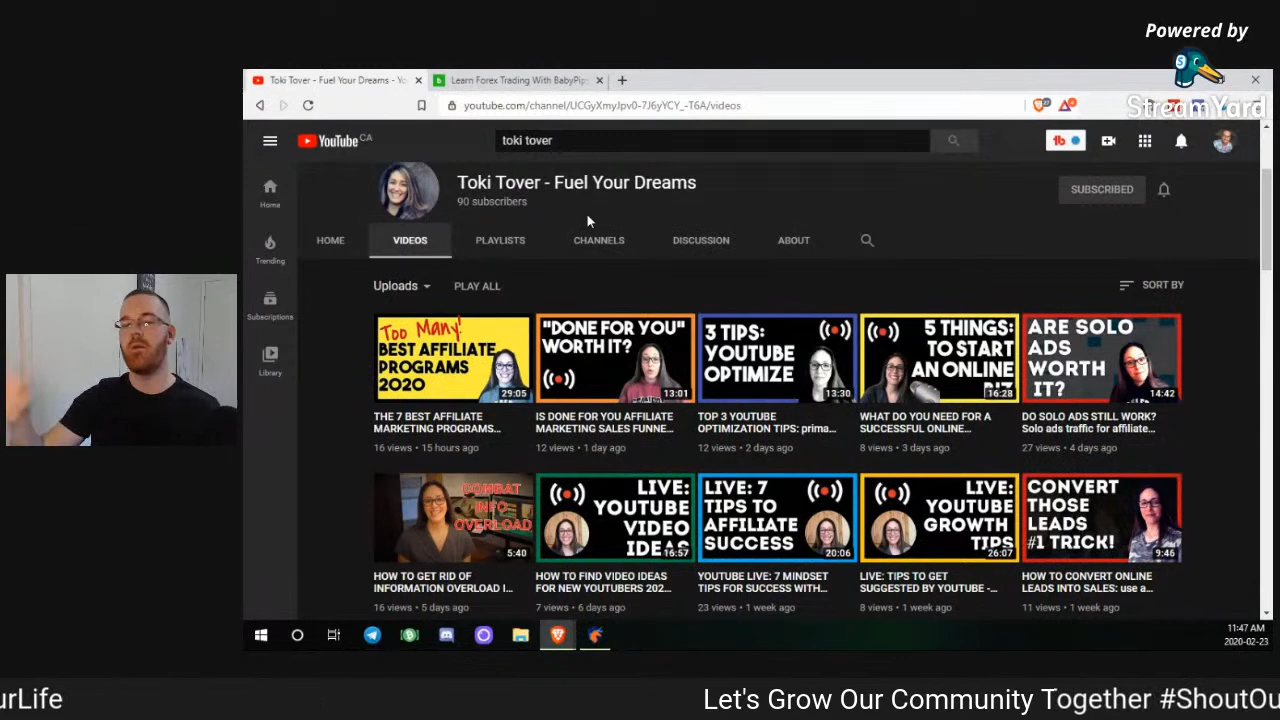 Powered by
StreamYard
Toki Tover - Fuel Your Dreams - Yo
Learn Forex Trading With BabyPips
youtube.com/channel/UCGyXmyJpv0-7J6yYCY_-T6A/videos
YouTube CA
toki tover
Toki Tover - Fuel Your Dreams
90 subscribers
SUBSCRIBED
Home
Trending
Subscriptions
Library
HOME
VIDEOS
PLAYLISTS
CHANNELS
DISCUSSION
ABOUT
Uploads
PLAY ALL
SORT BY
TOO MANY!
BEST AFFILIATE
PROGRAMS
2020
29:05
THE 7 BEST AFFILIATE
MARKETING PROGRAMS...
16 views • 15 hours ago
"DONE FOR YOU"
WORTH IT?
13:01
IS DONE FOR YOU AFFILIATE
MARKETING SALES FUNNE...
12 views • 1 day ago
3 TIPS:
YOUTUBE
OPTIMIZE
13:30
TOP 3 YOUTUBE
OPTIMIZATION TIPS: prima...
12 views • 2 days ago
5 THINGS:
TO START
AN ONLINE
16:28
WHAT DO YOU NEED FOR A
SUCCESSFUL ONLINE...
8 views • 3 days ago
ARE SOLO
ADS
WORTH
IT?
14:42
DO SOLO ADS STILL WORK?
Solo ads traffic for affiliate...
27 views • 4 days ago
COMBAT
INFO
OVERLOAD
5:40
HOW TO GET RID OF
INFORMATION OVERLOAD I...
16 views • 5 days ago
LIVE:
YOUTUBE
VIDEO
IDEAS
16:57
HOW TO FIND VIDEO IDEAS
FOR NEW YOUTUBERS 202...
7 views • 6 days ago
LIVE: 7
TIPS TO
AFFILIATE
SUCCESS
20:06
YOUTUBE LIVE: 7 MINDSET
TIPS FOR SUCCESS WITH...
23 views • 1 week ago
LIVE:
YOUTUBE
GROWTH
TIPS
26:07
LIVE: TIPS TO GET
SUGGESTED BY YOUTUBE -...
8 views • 1 week ago
CONVERT
THOSE
LEADS
#1 TRICK!
9:46
HOW TO CONVERT ONLINE
LEADS INTO SALES: use a...
11 views • 1 week ago
11:47 AM
2020-02-23
urLife
Let's Grow Our Community Together #ShoutOu